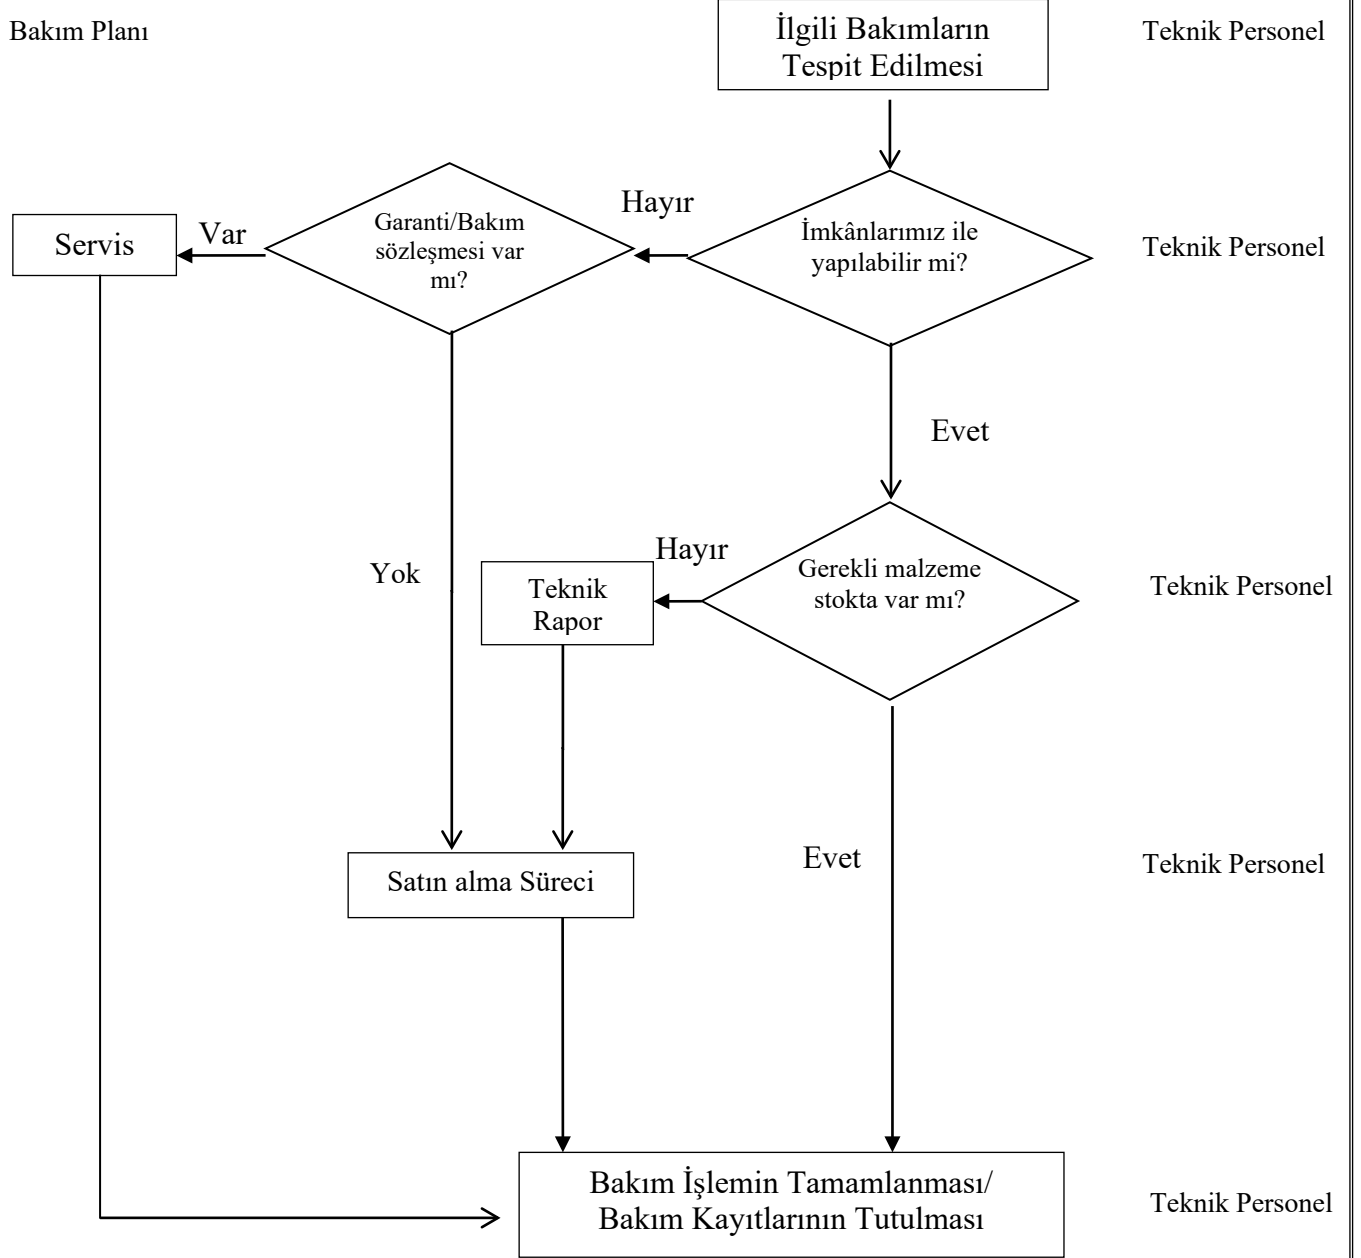 Bakım Planı
İlgili Bakımların
Tespit Edilmesi
Teknik Personel
Servis
Var
Garanti/Bakım
sözleşmesi var
mı?
Hayır
İmkânlarımız ile
yapılabilir mi?
Teknik Personel
Evet
Yok
Teknik
Rapor
Hayır
Gerekli malzeme
stokta var mı?
Teknik Personel
Satın alma Süreci
Evet
Teknik Personel
Bakım İşlemin Tamamlanması/
Bakım Kayıtlarının Tutulması
Teknik Personel